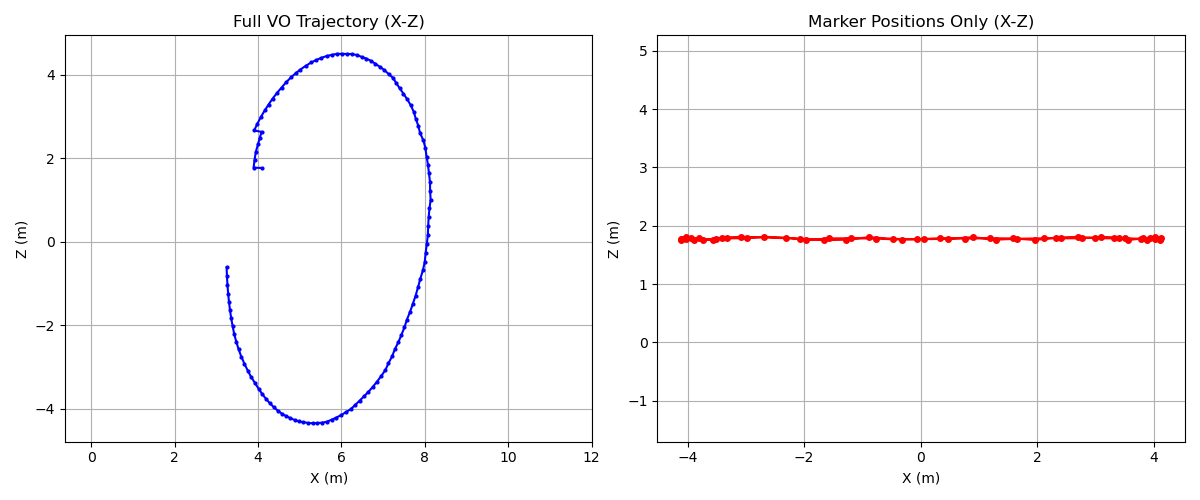 Full VO Trajectory (X-Z)
Z (m)
4
2
0
−2
−4
0 2 4 6 8 10 12
X (m)
Marker Positions Only (X-Z)
Z (m)
5
4
3
2
1
0
−1
−4 −2 0 2 4
X (m)